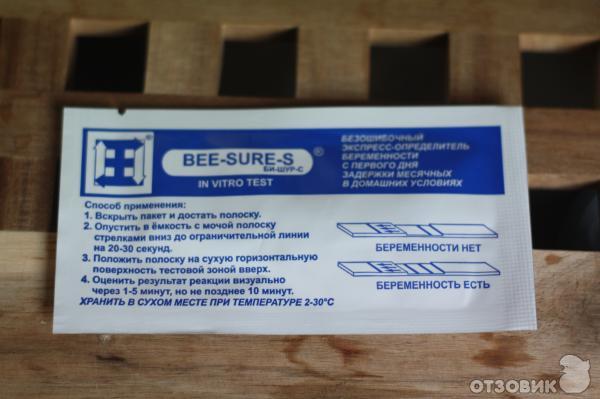 BEE-SURE-S ®
БИ-ШУР-С
IN VITRO TEST
БЕЗОШИБОЧНЫЙ
ЭКСПРЕСС-ОПРЕДЕЛИТЕЛЬ
БЕРЕМЕННОСТИ
С ПЕРВОГО ДНЯ
ЗАДЕРЖКИ МЕСЯЧНЫХ
В ДОМАШНИХ УСЛОВИЯХ
Способ применения:
1. Вскрыть пакет и достать полоску.
2. Опустить в ёмкость с мочой полоску
стрелками вниз до ограничительной линии
на 20-30 секунд.
3. Положить полоску на сухую горизонтальную
поверхность тестовой зоной вверх.
4. Оценить результат реакции визуально
через 1-5 минут, но не позднее 10 минут.
ХРАНИТЬ В СУХОМ МЕСТЕ ПРИ ТЕМПЕРАТУРЕ 2-30°С
БЕРЕМЕННОСТИ НЕТ
БЕРЕМЕННОСТЬ ЕСТЬ
ОТЗОВИК